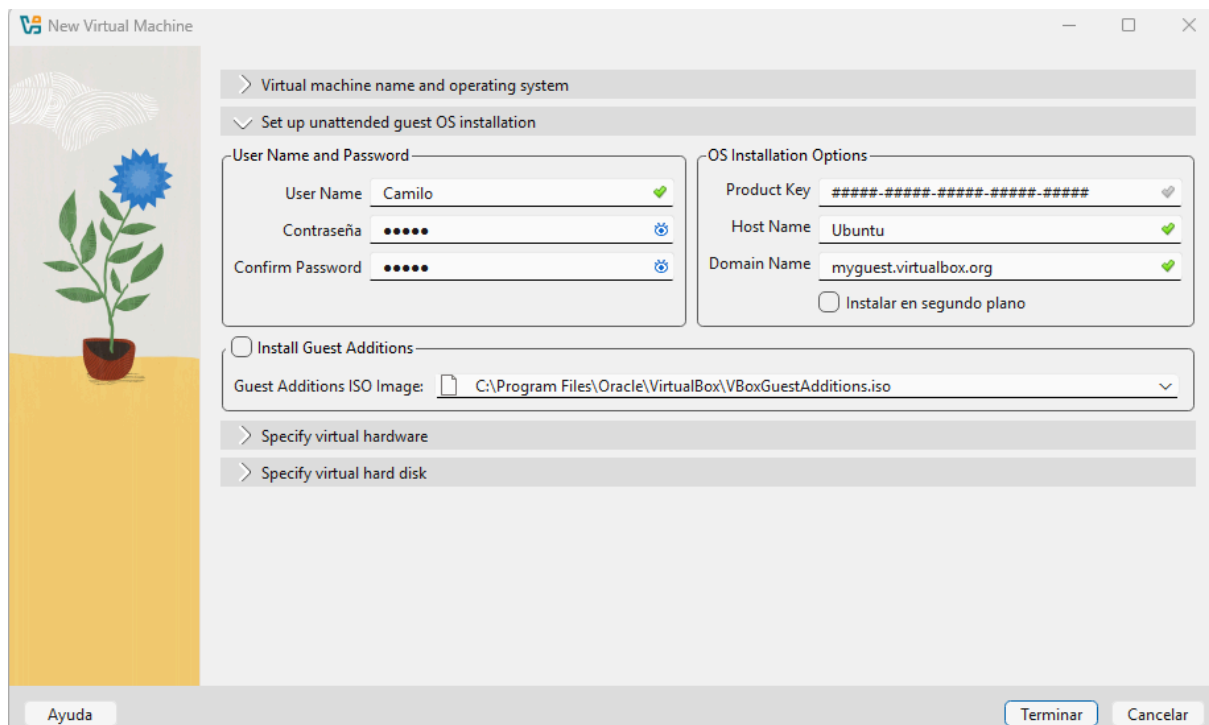 New Virtual Machine
Virtual machine name and operating system
Set up unattended guest OS installation
User Name and Password
User Name Camilo
Contraseña •••••
Confirm Password •••••
OS Installation Options
Product Key #####-#####-#####-#####-#####
Host Name Ubuntu
Domain Name myguest.virtualbox.org
Instalar en segundo plano
Install Guest Additions
Guest Additions ISO Image: C:\Program Files\Oracle\VirtualBox\VBoxGuestAdditions.iso
Specify virtual hardware
Specify virtual hard disk
Ayuda Terminar Cancelar